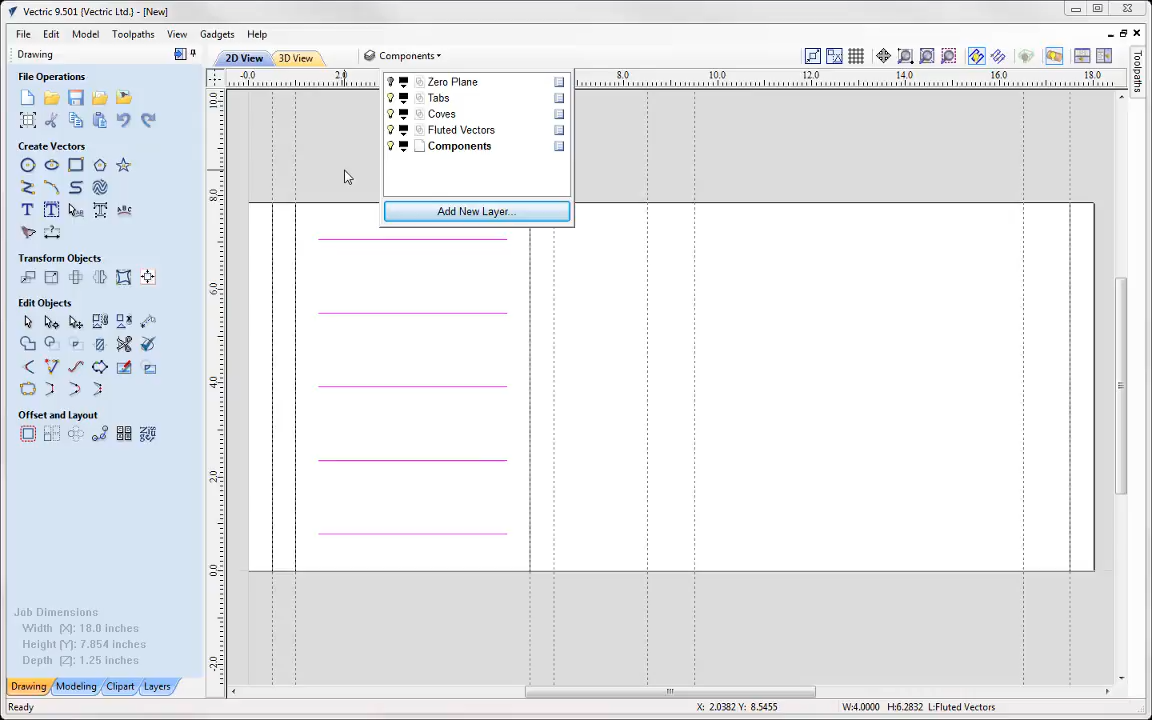 Vectric 9.501 {Vectric Ltd.} - [New]
File Edit Model Toolpaths View Gadgets Help
Drawing
2D View 3D View Components
File Operations
Create Vectors
Transform Objects
Edit Objects
Offset and Layout
Job Dimensions
Width (X): 18.0 inches
Height (Y): 7.854 inches
Depth (Z): 1.25 inches
Drawing Modeling Clipart Layers
-0.0 2.0 8.0 10.0 12.0 14.0 16.0 18.0
10.0
8.0
6.0
4.0
2.0
0.0
-2.0
Zero Plane
Tabs
Coves
Fluted Vectors
Components
Add New Layer...
Toolpaths
Ready X: 2.0382 Y: 8.5455 W:4.0000 H:6.2832 L:Fluted Vectors